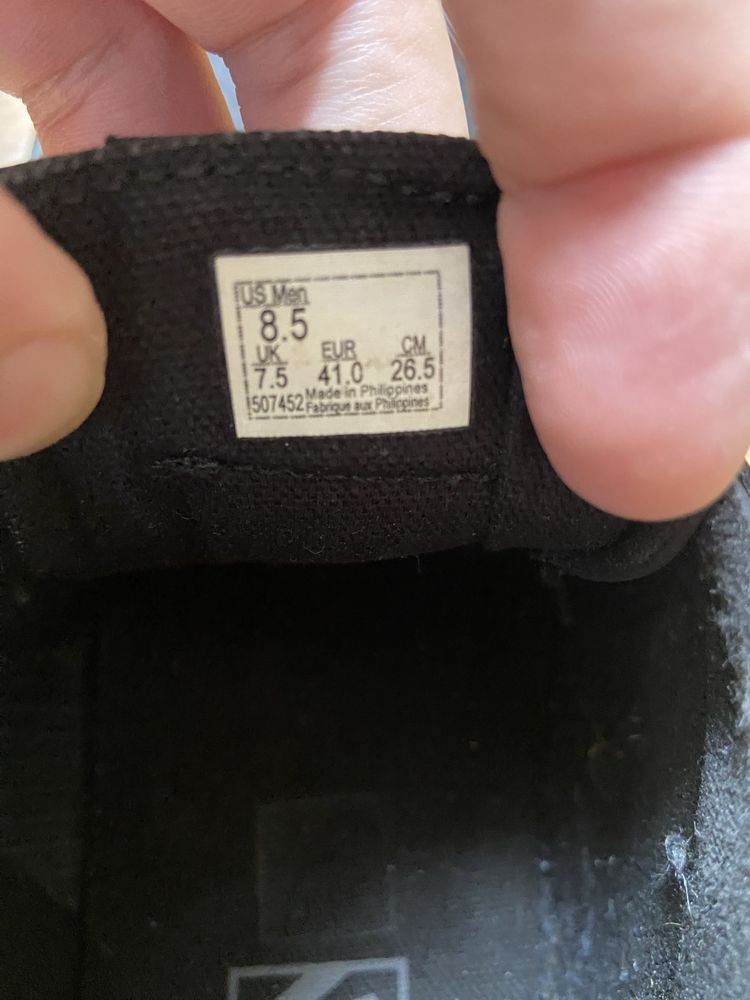 US Men
8.5
UK EUR CM
7.5 41.0 26.5
507452 Made in Philippines
Fabrique aux Philippines